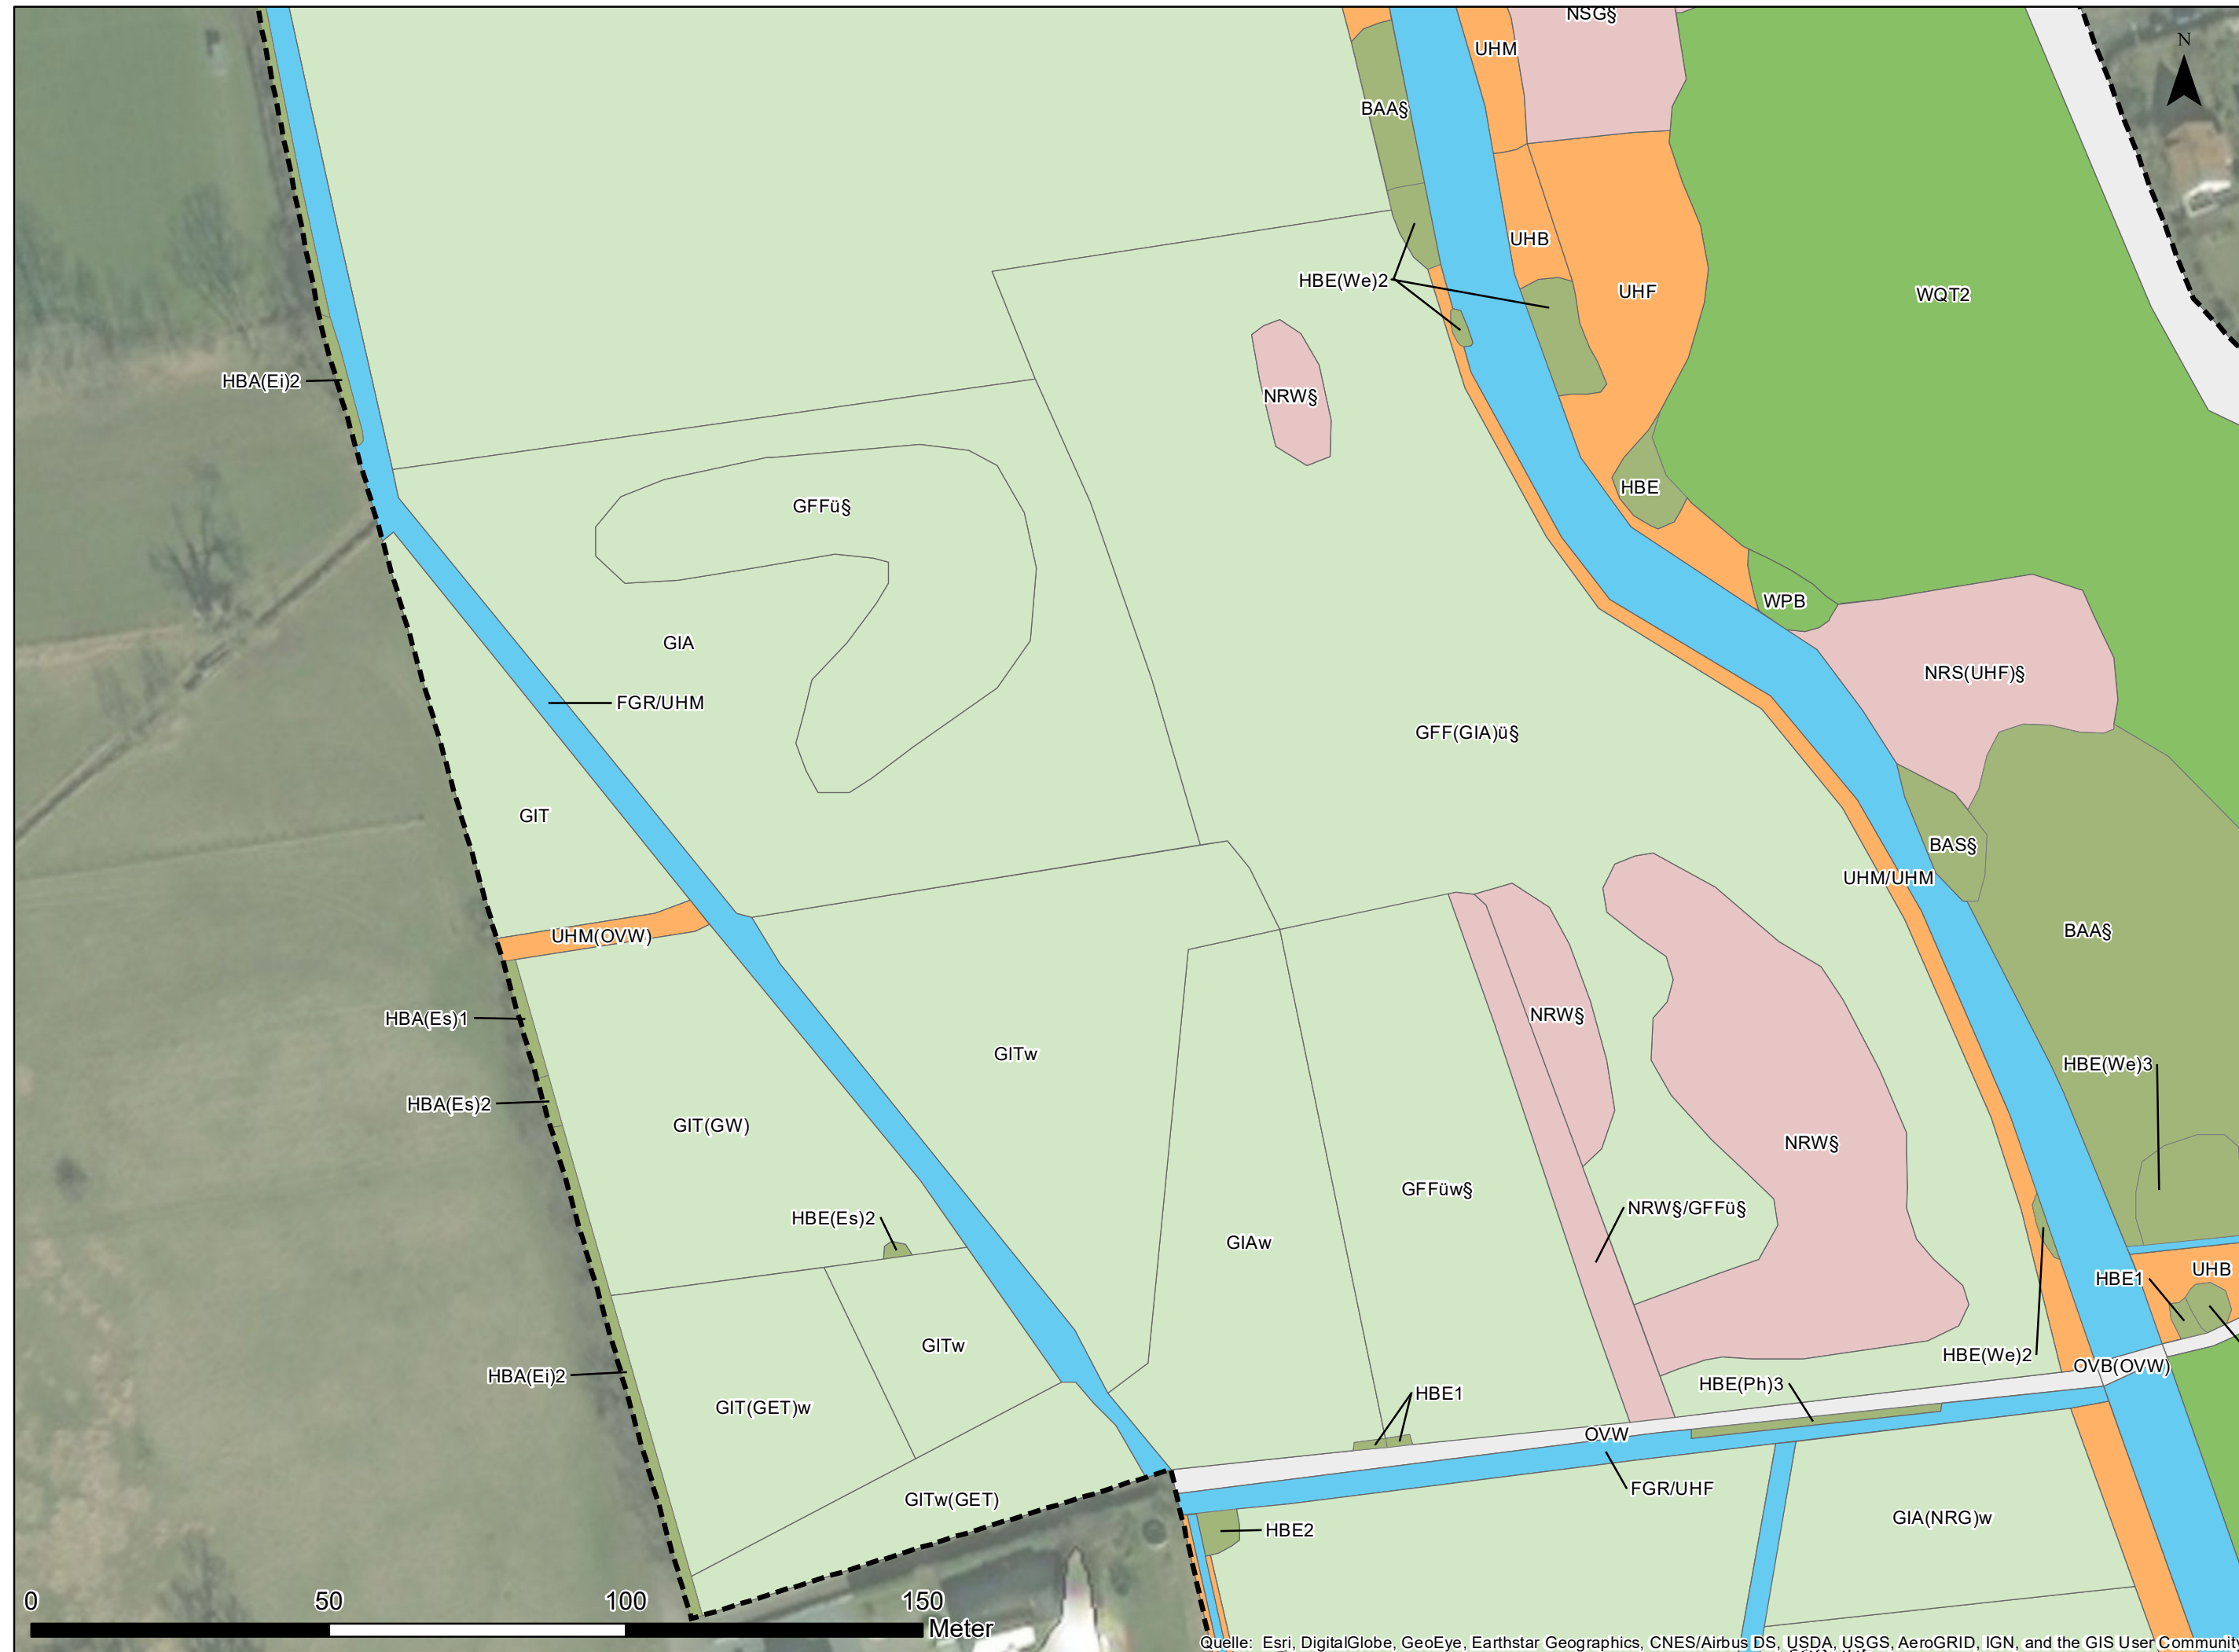 NSG§
UHM
N
BAA§
UHB
HBE(We)2
UHF
WQT2
HBA(Ei)2
NRW§
HBE
GFFü§
WPB
GIA
NRS(UHF)§
FGR/UHM
GFF(GIA)ü§
GIT
BAS§
UHM/UHM
BAA§
UHM(OVW)
HBA(Es)1
NRW§
GITw
HBE(We)3
HBA(Es)2
GIT(GW)
NRW§
GFFüw§
NRW§/GFFü§
HBE(Es)2
GIAw
UHB
HBE1
GITw
HBE(We)2
OVB(OVW)
HBA(Ei)2
HBE(Ph)3
HBE1
GIT(GET)w
OVW
FGR/UHF
GITw(GET)
GIA(NRG)w
HBE2
0 50 100 150
Meter
Quelle: Esri, DigitalGlobe, GeoEye, Earthstar Geographics, CNES/Airbus DS, USDA, USGS, AeroGRID, IGN, and the GIS User Community